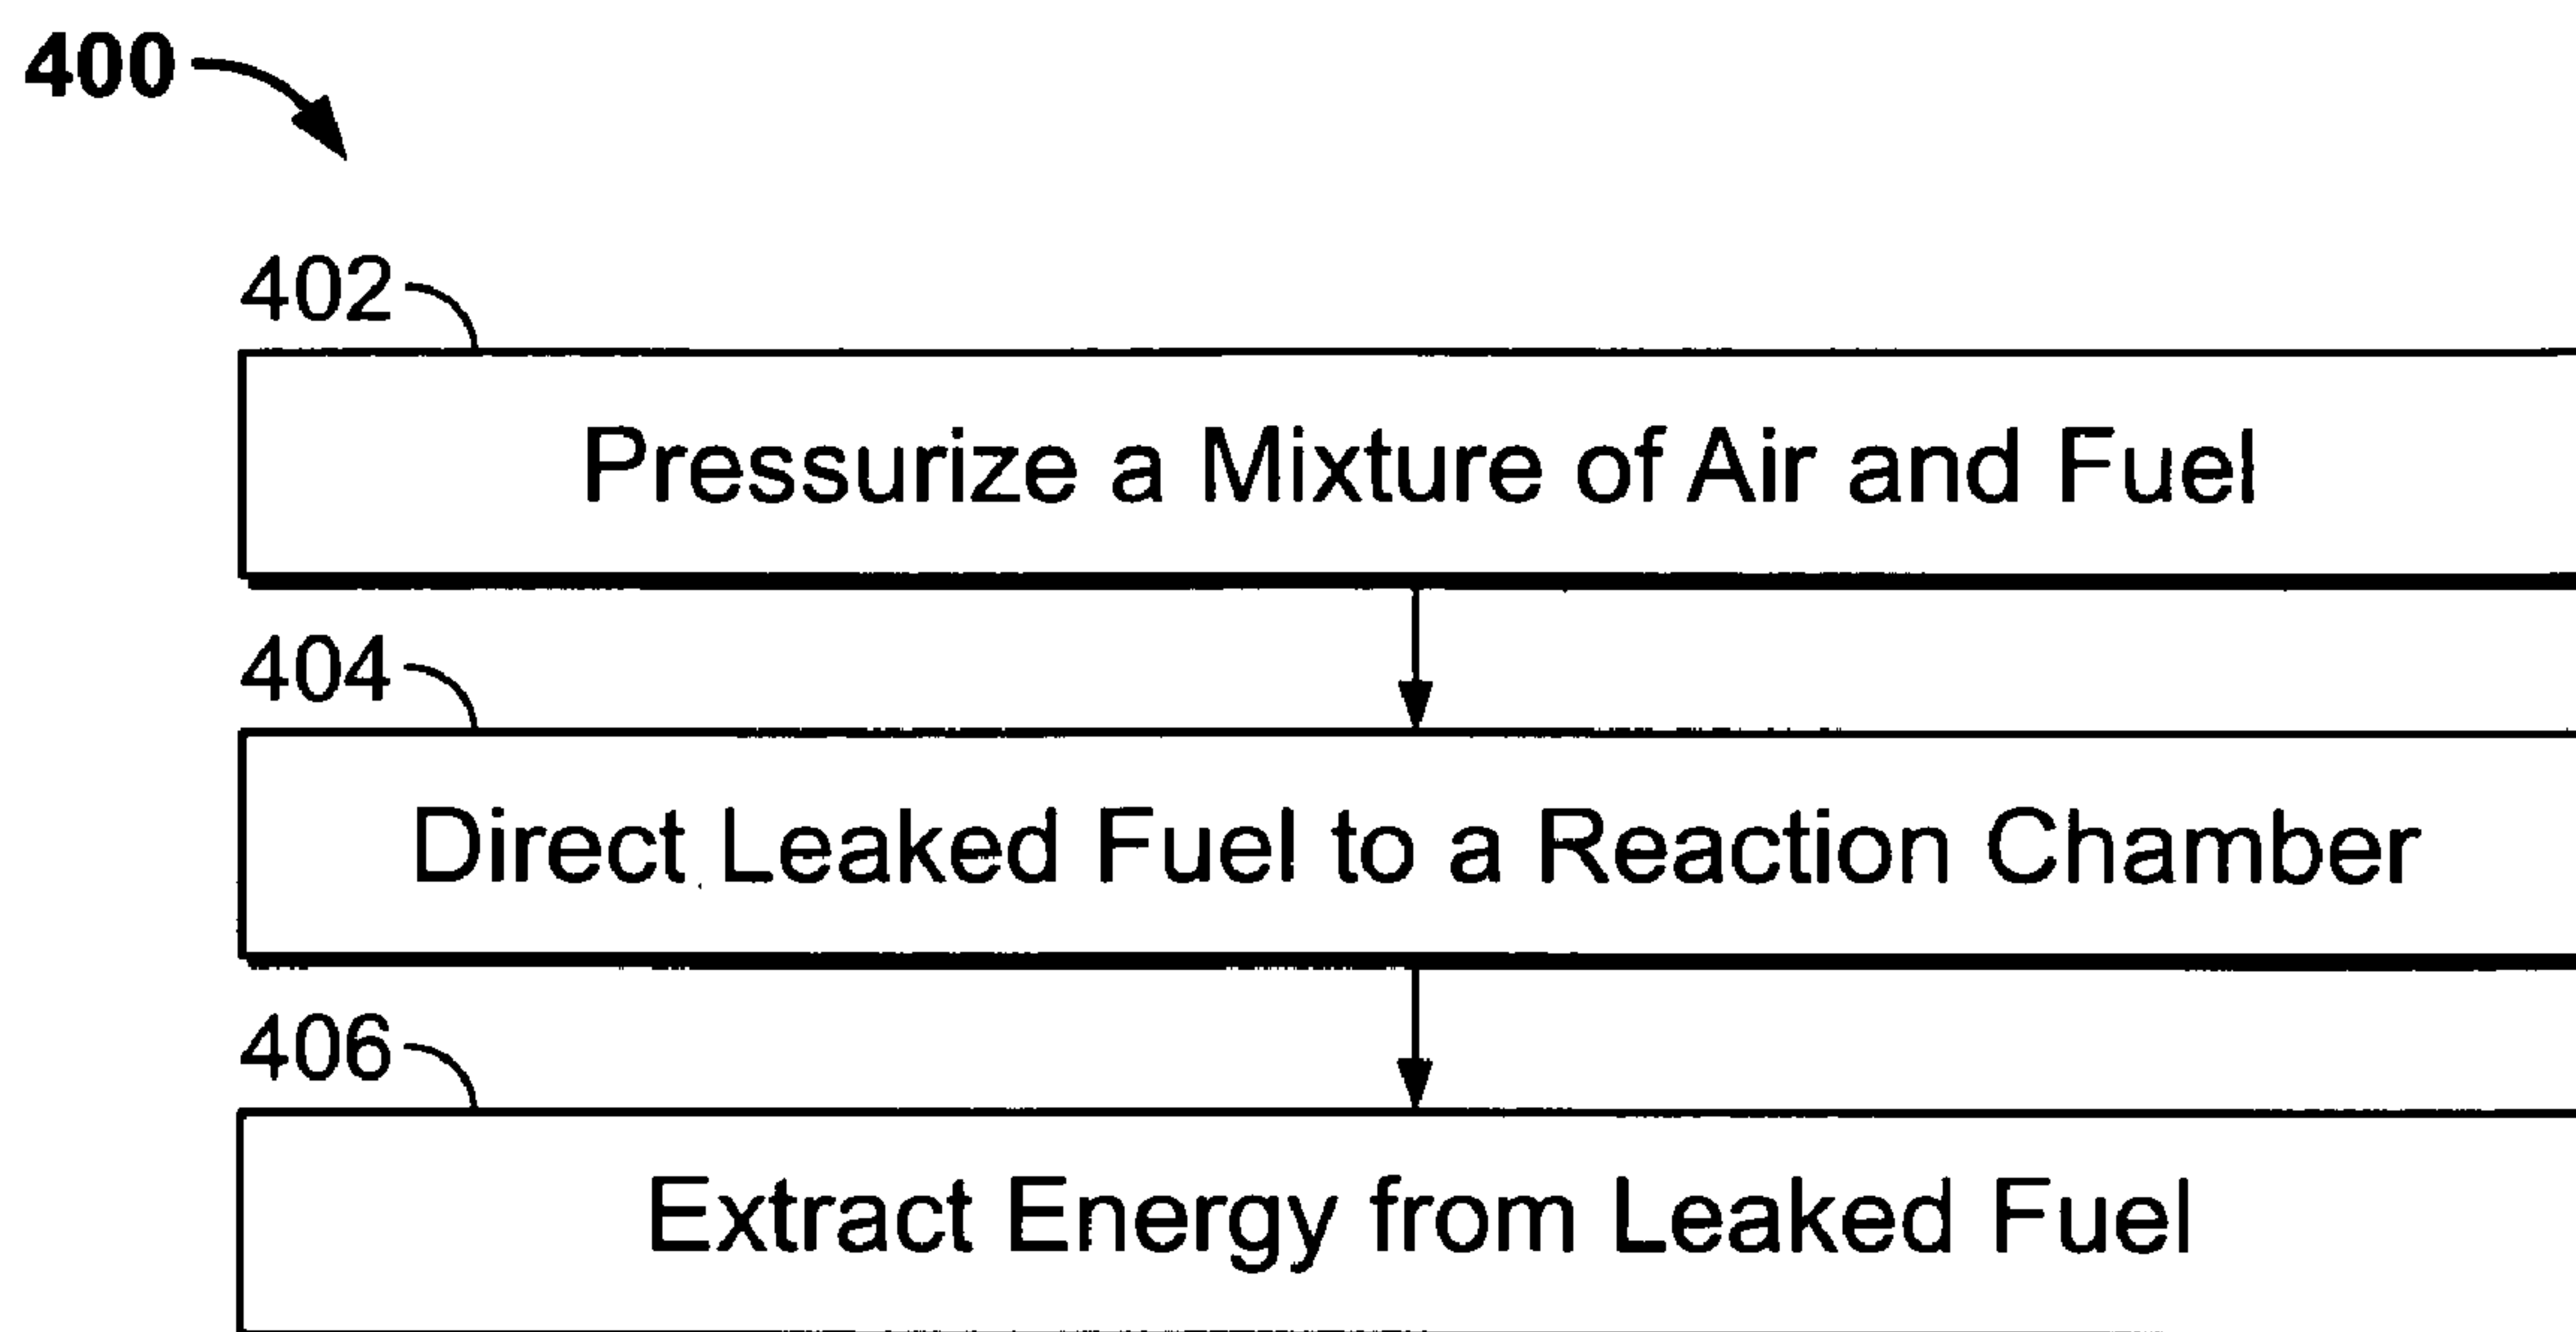 400
402
Pressurize a Mixture of Air and Fuel
404
Direct Leaked Fuel to a Reaction Chamber
406
Extract Energy from Leaked Fuel